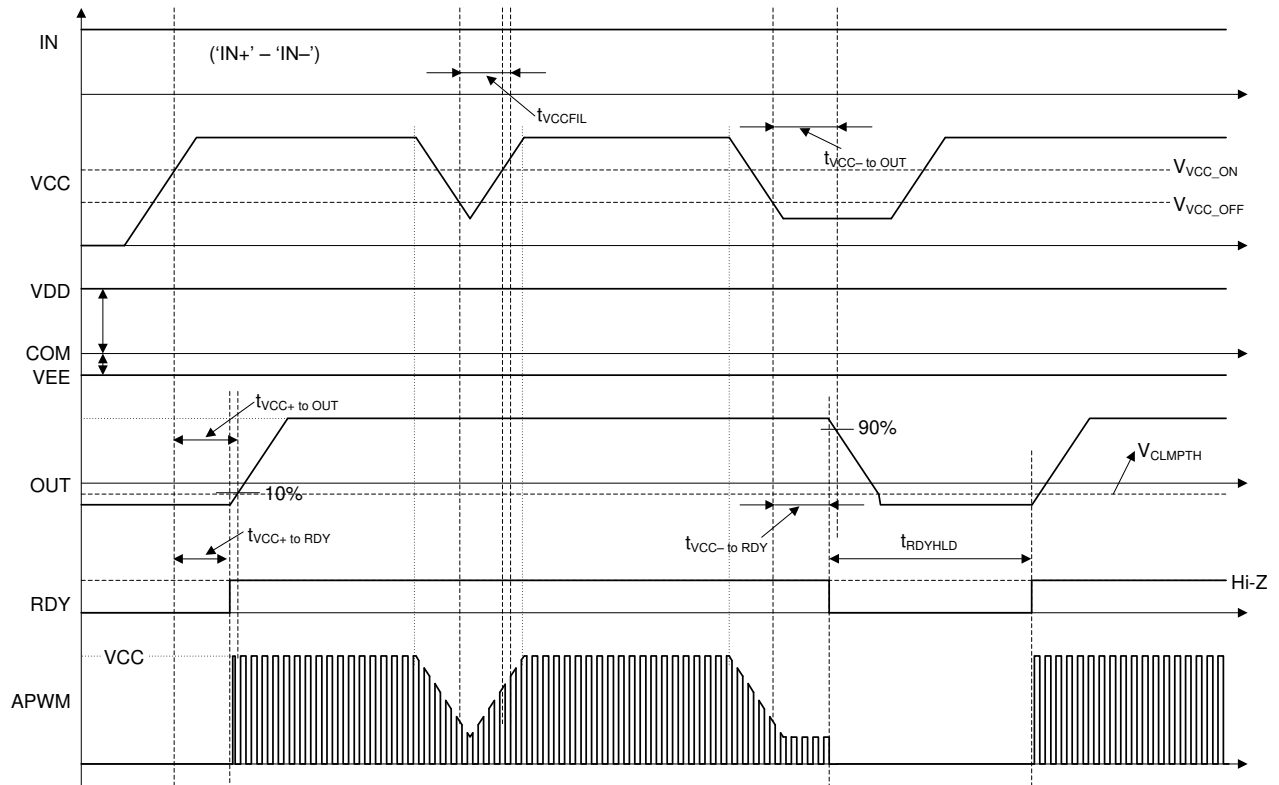 IN
(‘IN+’ – ‘IN–’)
tVCCFIL
tVCC– to OUT
VCC
VVCC_ON
VVCC_OFF
VDD
COM
VEE
tVCC+ to OUT
90%
VCLMPTH
OUT
10%
tVCC+ to RDY
tVCC– to RDY
tRDYHLD
Hi-Z
RDY
VCC
APWM